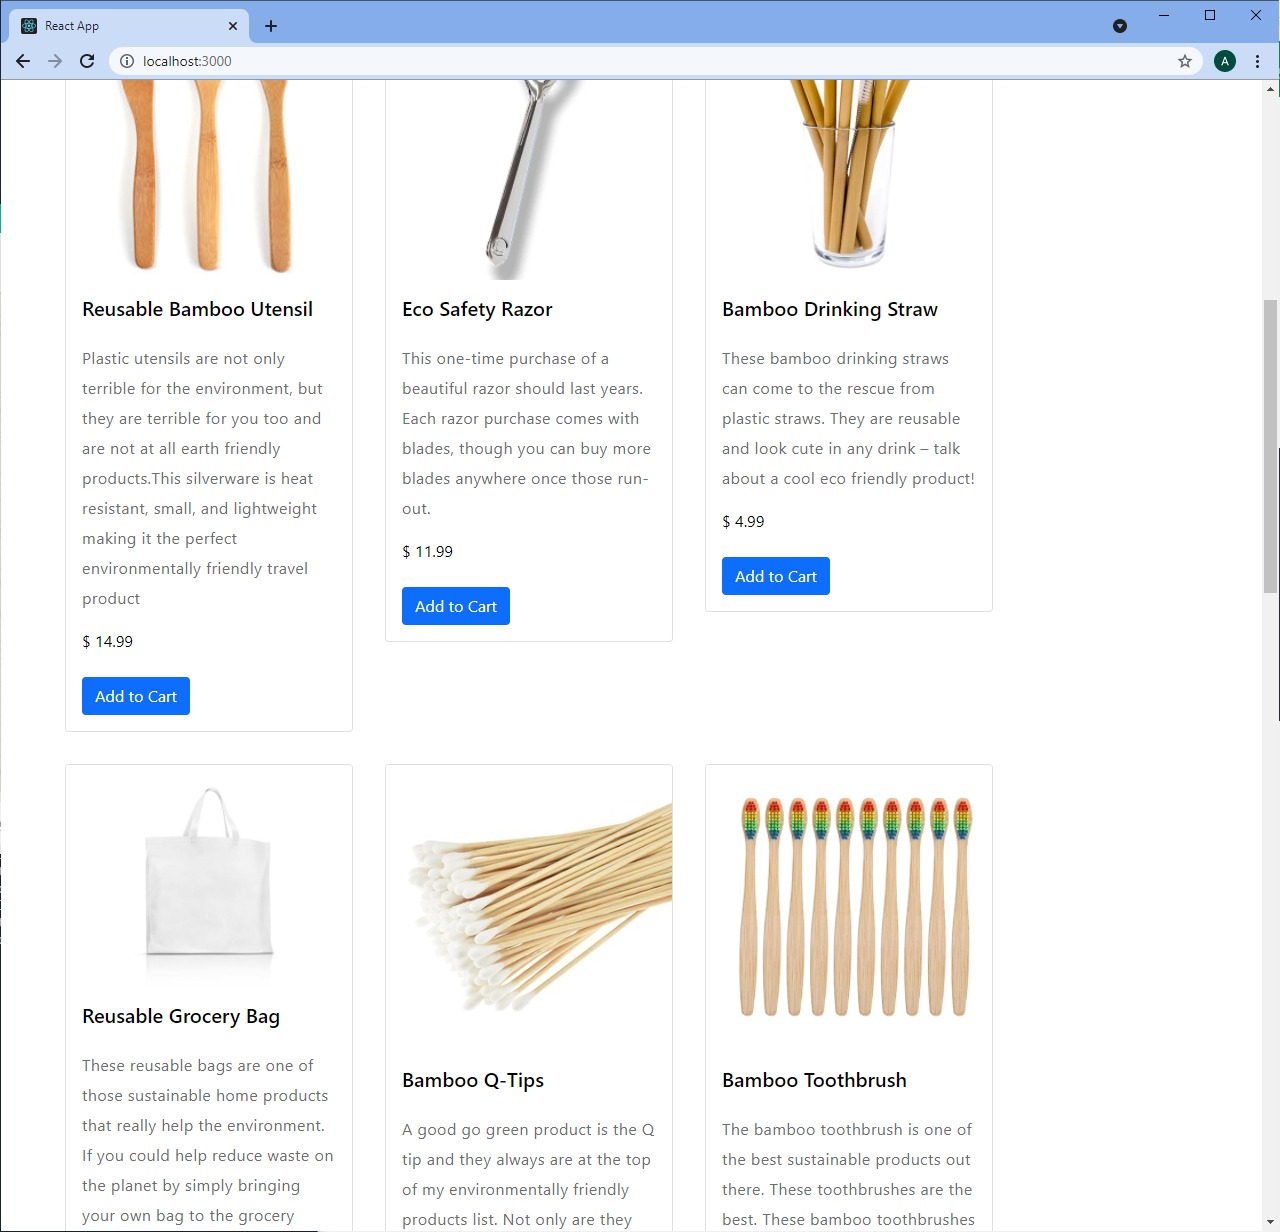 React App
localhost:3000
A
Reusable Bamboo Utensil
Plastic utensils are not only
terrible for the environment, but
they are terrible for you too and
are not at all earth friendly
products.This silverware is heat
resistant, small, and lightweight
making it the perfect
environmentally friendly travel
product
$ 14.99
Add to Cart
Eco Safety Razor
This one-time purchase of a
beautiful razor should last years.
Each razor purchase comes with
blades, though you can buy more
blades anywhere once those run-
out.
$ 11.99
Add to Cart
Bamboo Drinking Straw
These bamboo drinking straws
can come to the rescue from
plastic straws. They are reusable
and look cute in any drink – talk
about a cool eco friendly product!
$ 4.99
Add to Cart
Reusable Grocery Bag
These reusable bags are one of
those sustainable home products
that really help the environment.
If you could help reduce waste on
the planet by simply bringing
your own bag to the grocery
Bamboo Q-Tips
A good go green product is the Q
tip and they always are at the top
of my environmentally friendly
products list. Not only are they
Bamboo Toothbrush
The bamboo toothbrush is one of
the best sustainable products out
there. These toothbrushes are the
best. These bamboo toothbrushes